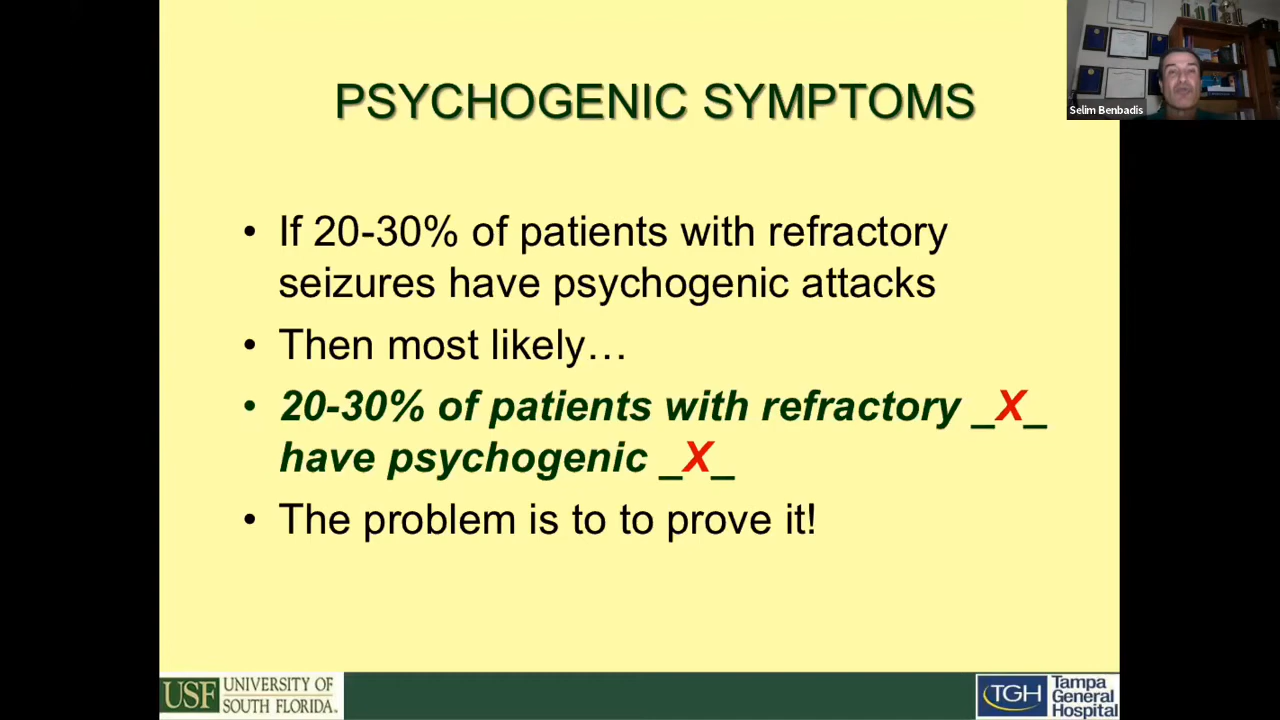 PSYCHOGENIC SYMPTOMS
Selim Benbadis
• If 20-30% of patients with refractory
seizures have psychogenic attacks
• Then most likely…
• 20-30% of patients with refractory _X_
have psychogenic _X_
• The problem is to to prove it!
USF UNIVERSITY OF
SOUTH FLORIDA
TGH Tampa
General
Hospital